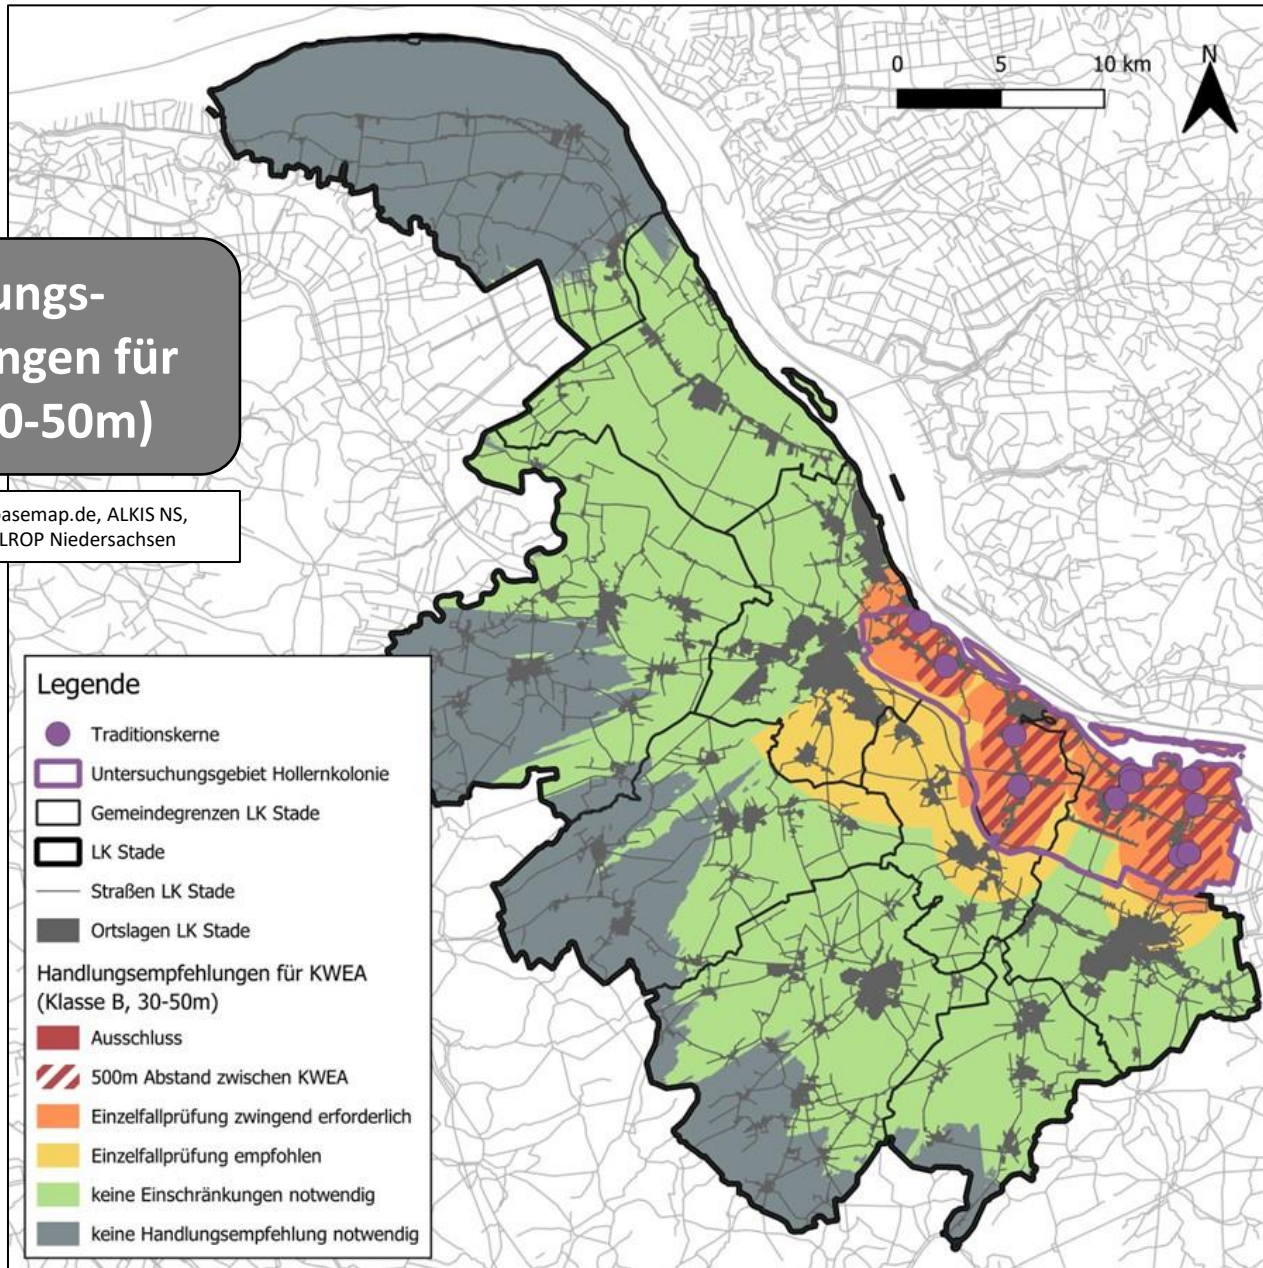 0 5 10 km
N
ungs-
ngen für
0-50m)
basemap.de, ALKIS NS,
LROP Niedersachsen
Legende
Traditionskerne
Untersuchungsgebiet Hollernkolonie
Gemeindegrenzen LK Stade
LK Stade
Straßen LK Stade
Ortslagen LK Stade
Handlungsempfehlungen für KWEA
(Klasse B, 30-50m)
Ausschluss
500m Abstand zwischen KWEA
Einzelfallprüfung zwingend erforderlich
Einzelfallprüfung empfohlen
keine Einschränkungen notwendig
keine Handlungsempfehlung notwendig